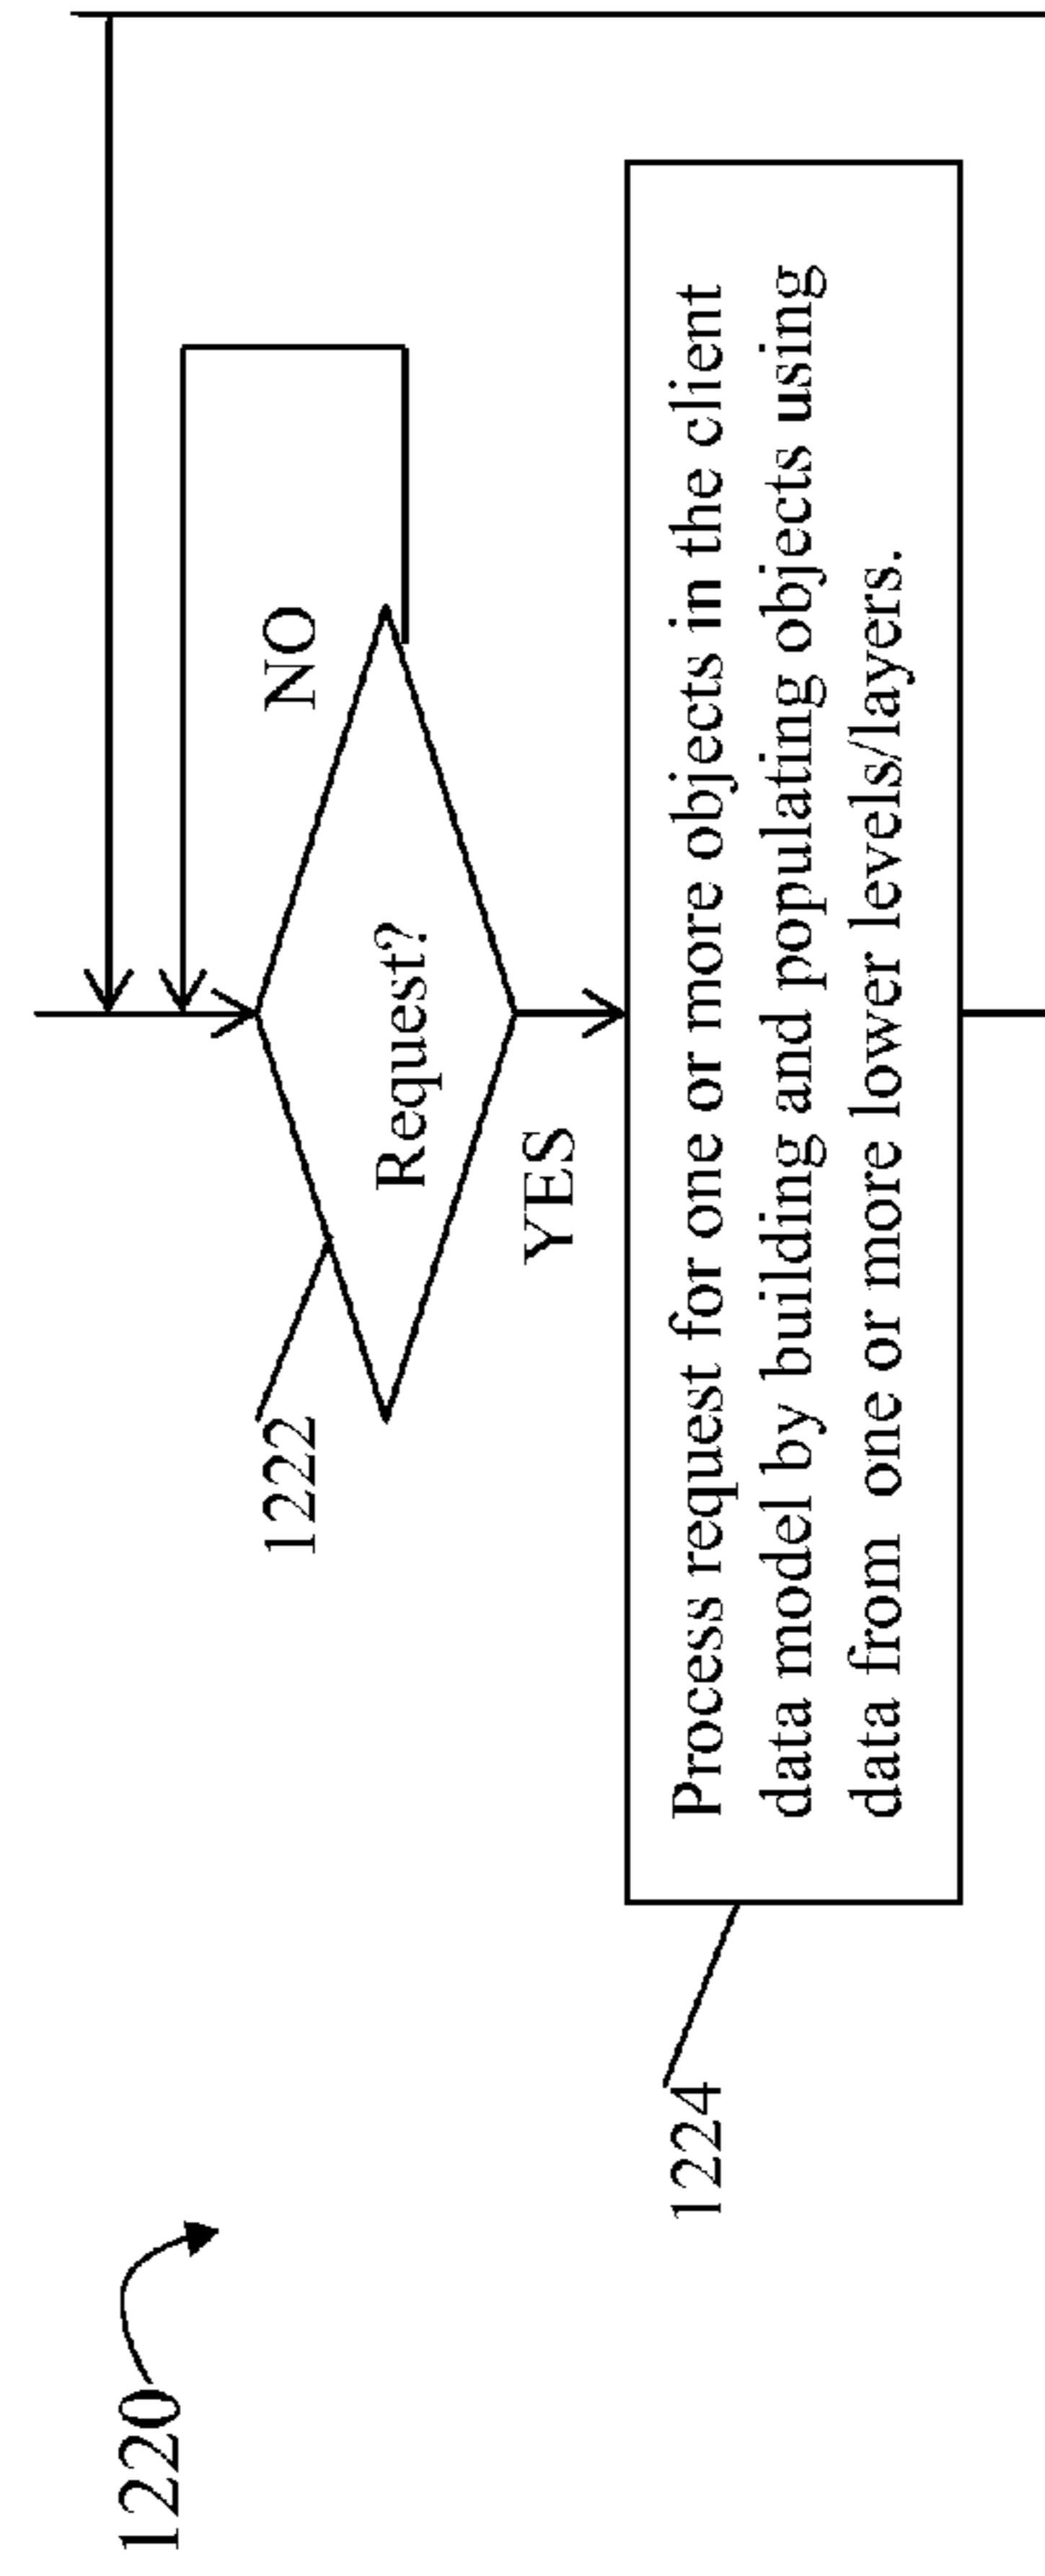 1220
1222
Request?
NO
YES
1224
Process request for one or more objects in the client
data model by building and populating objects using
data from one or more lower levels/layers.